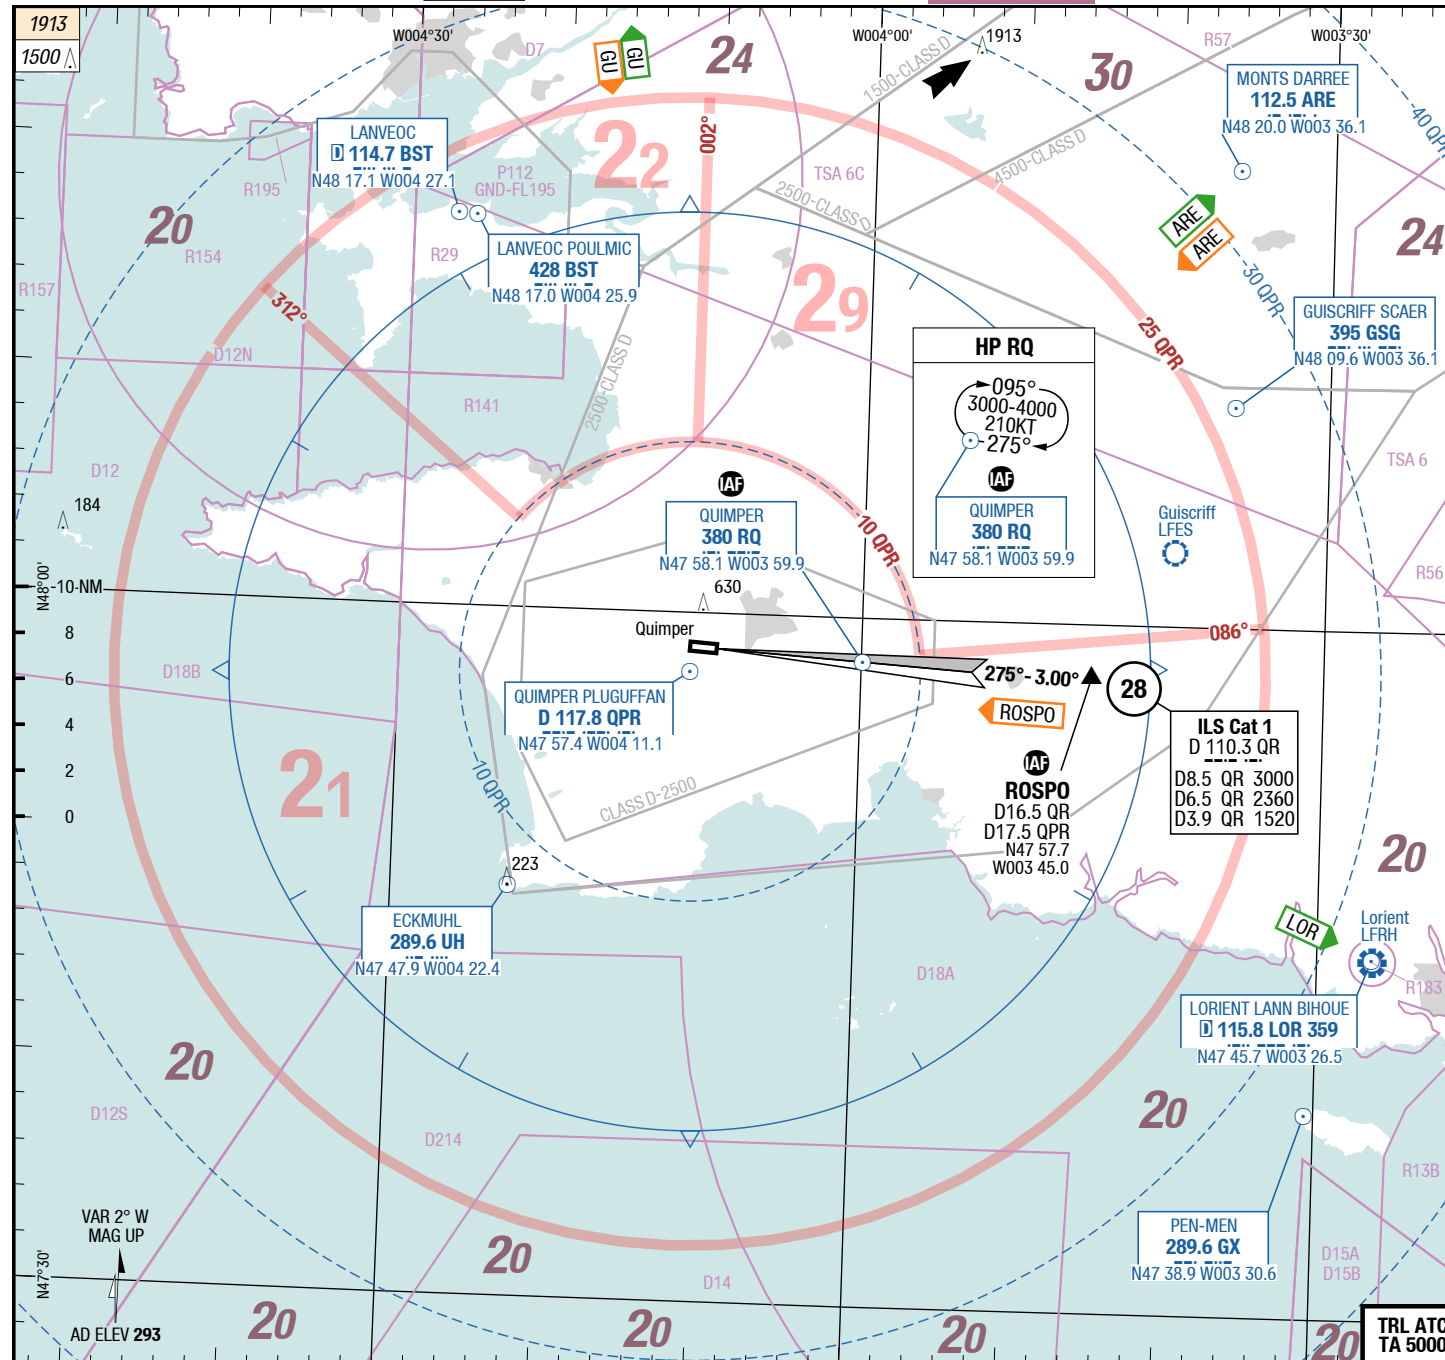 1913
1500
W004°30'
W004°00'
W003°30'
D7
GU
GU
24
1500-CLASS D
1913
30
R57
MONTS DARREE
112.5 ARE
N48 20.0 W003 36.1
40 QPR
LANVEOC
D 114.7 BST
N48 17.1 W004 27.1
R195
002°
22
P112
GND-FL195
TSA 6C
2500-CLASS D
4500-CLASS D
ARE
ARE
20
R154
R29
LANVEOC POULMIC
428 BST
N48 17.0 W004 25.9
24
R157
312°
29
30 QPR
GUISCRIFF SCAER
395 GSG
N48 09.6 W003 36.1
D12N
25 QPR
HP RQ
095°
3000-4000
210KT
275°
IAF
QUIMPER
380 RQ
N47 58.1 W003 59.9
2500-CLASS D
R141
D12
184
TSA 6
IAF
QUIMPER
380 RQ
N47 58.1 W003 59.9
10 QPR
Guiscriff
LFES
R56
N48°00'
10-NM
8
6
4
2
0
630
Quimper
086°
D18B
275°-3.00°
28
QUIMPER PLUGUFFAN
D 117.8 QPR
N47 57.4 W004 11.1
ROSPO
ILS Cat 1
D 110.3 QR
D8.5 QR 3000
D6.5 QR 2360
D3.9 QR 1520
IAF
ROSPO
D16.5 QR
D17.5 QPR
N47 57.7
W003 45.0
21
10 QPR
CLASS D-2500
20
223
ECKMUHL
289.6 UH
N47 47.9 W004 22.4
LOR
Lorient
LFRH
D18A
R183
LORIENT LANN BIHOUE
D 115.8 LOR 359
N47 45.7 W003 26.5
20
D12S
D214
20
R13B
VAR 2° W
MAG UP
PEN-MEN
289.6 GX
N47 38.9 W003 30.6
N47°30'
20
D14
D15A
D15B
AD ELEV 293
20
20
20
20
TRL ATC
TA 5000